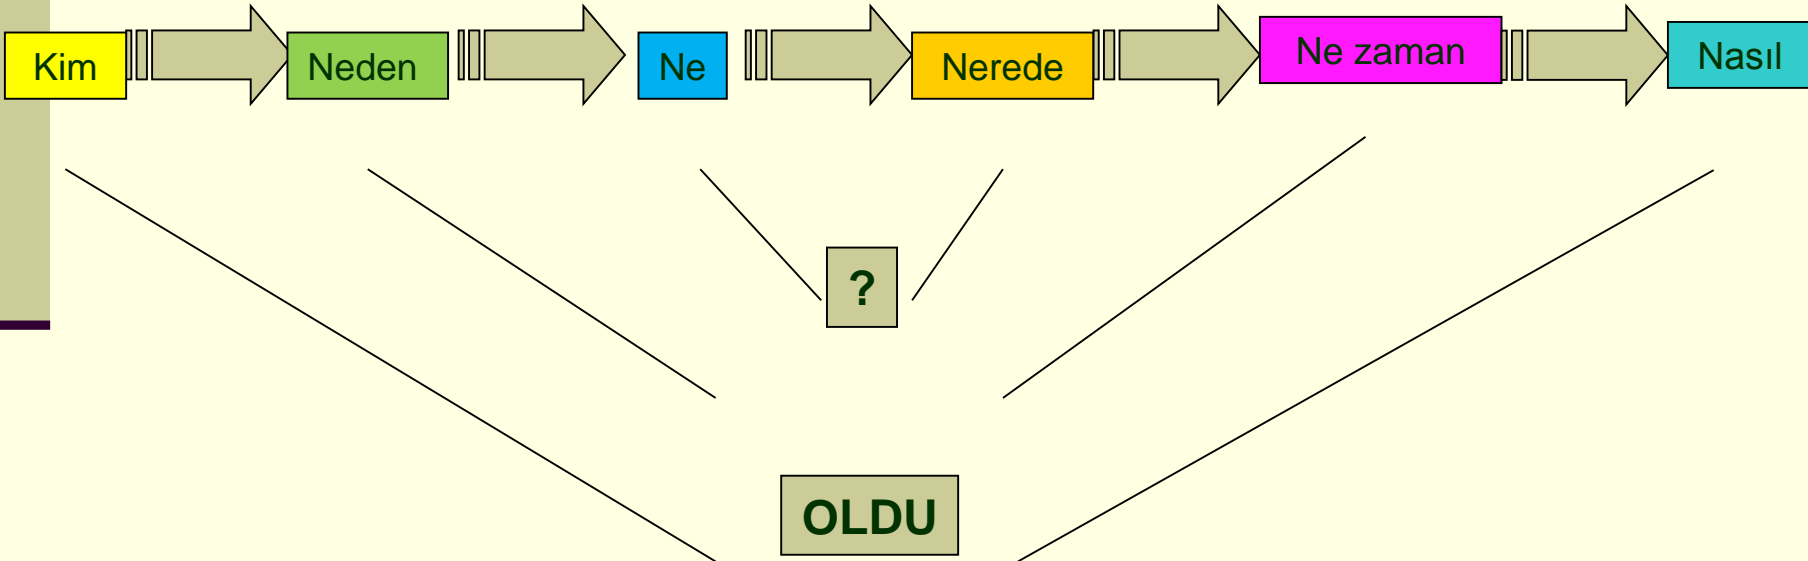 Kim
Neden
Ne
Nerede
Ne zaman
Nasıl
?
OLDU